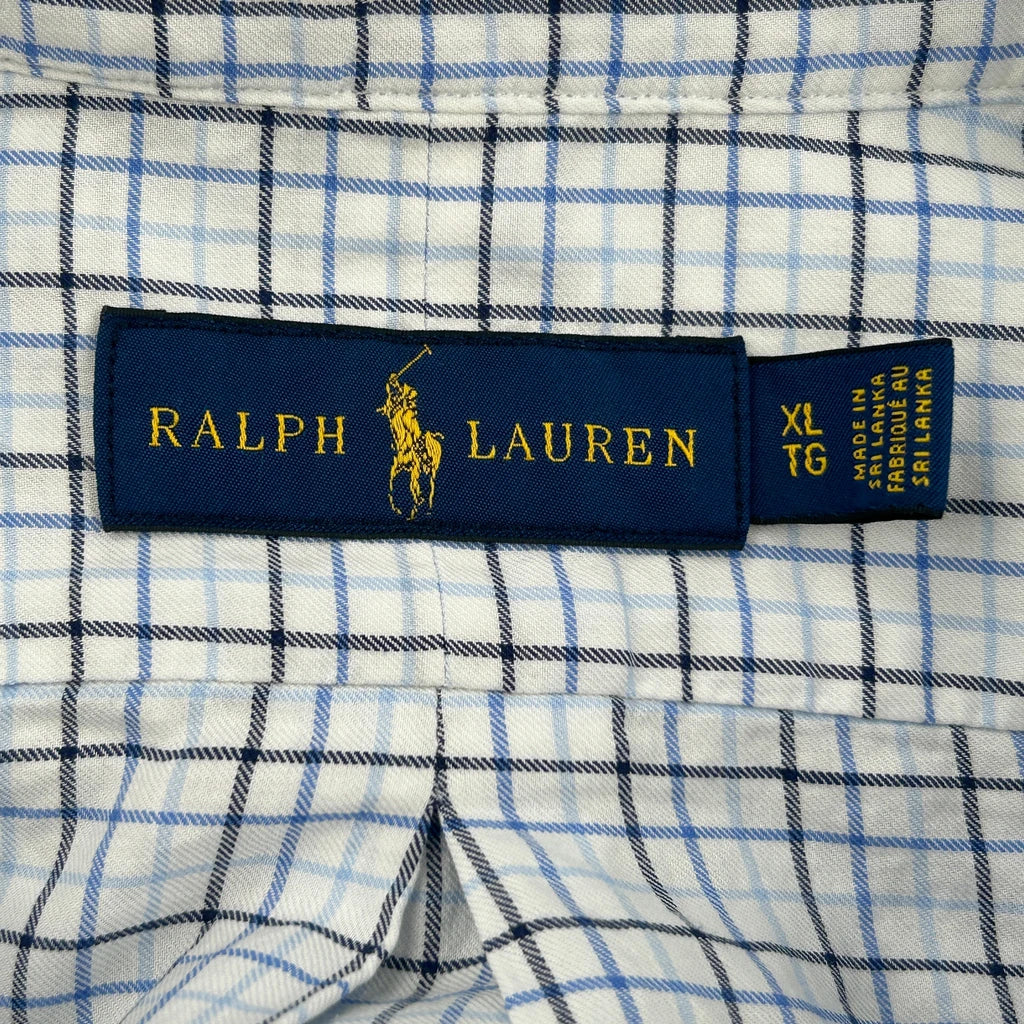 RALPH LAUREN
XL
TG
MADE IN
SRI LANKA
FABRIQUÉ AU
SRI LANKA